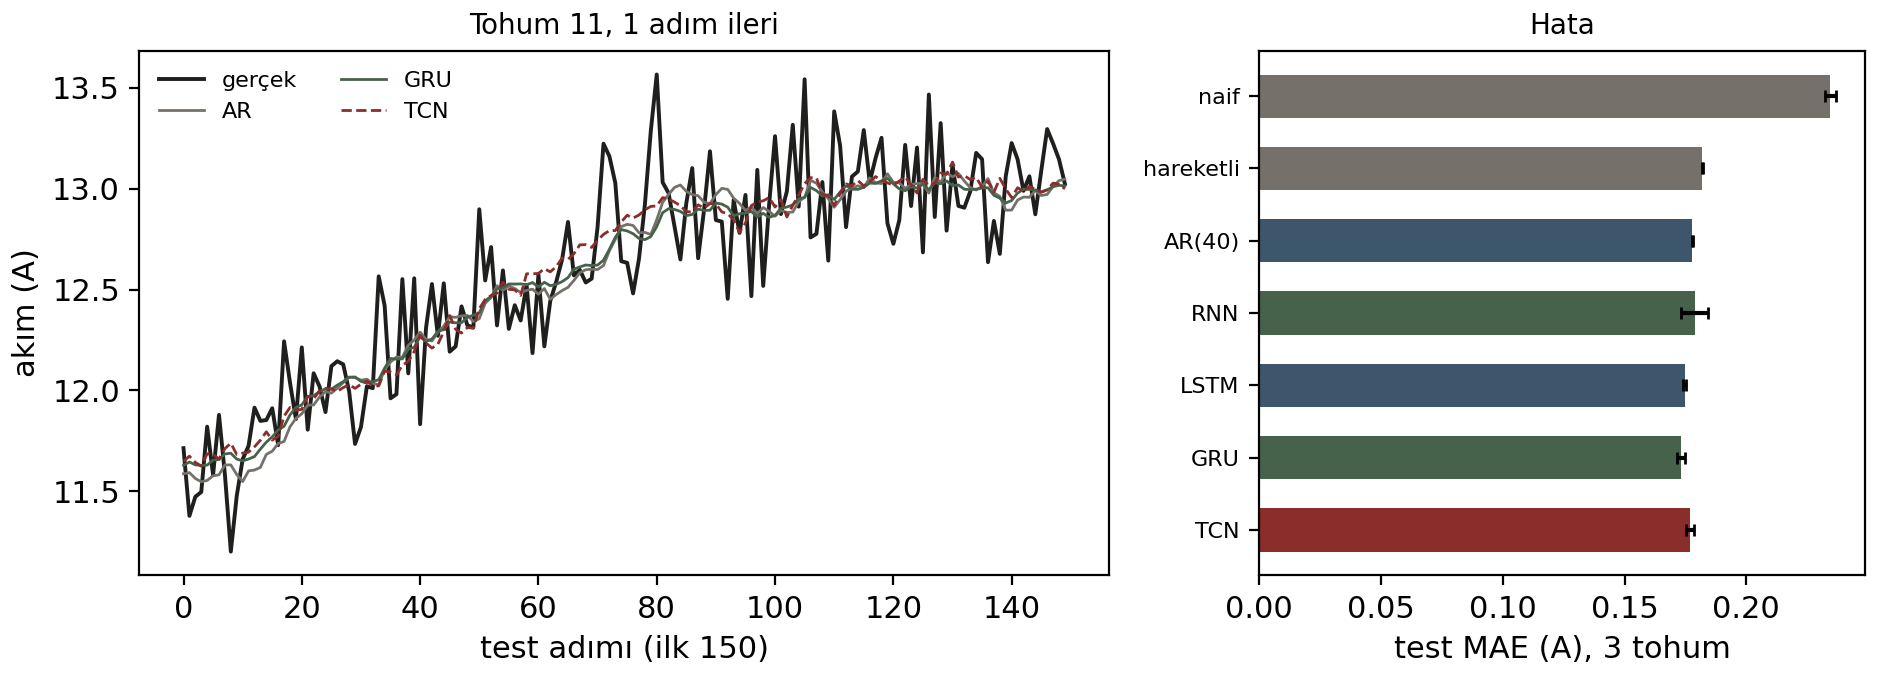 Tohum 11, 1 adım ileri
gerçek
AR
GRU
TCN
13.5
13.0
12.5
12.0
11.5
akım (A)
0 20 40 60 80 100 120 140
test adımı (ilk 150)
Hata
naif
hareketli
AR(40)
RNN
LSTM
GRU
TCN
0.00 0.05 0.10 0.15 0.20
test MAE (A), 3 tohum